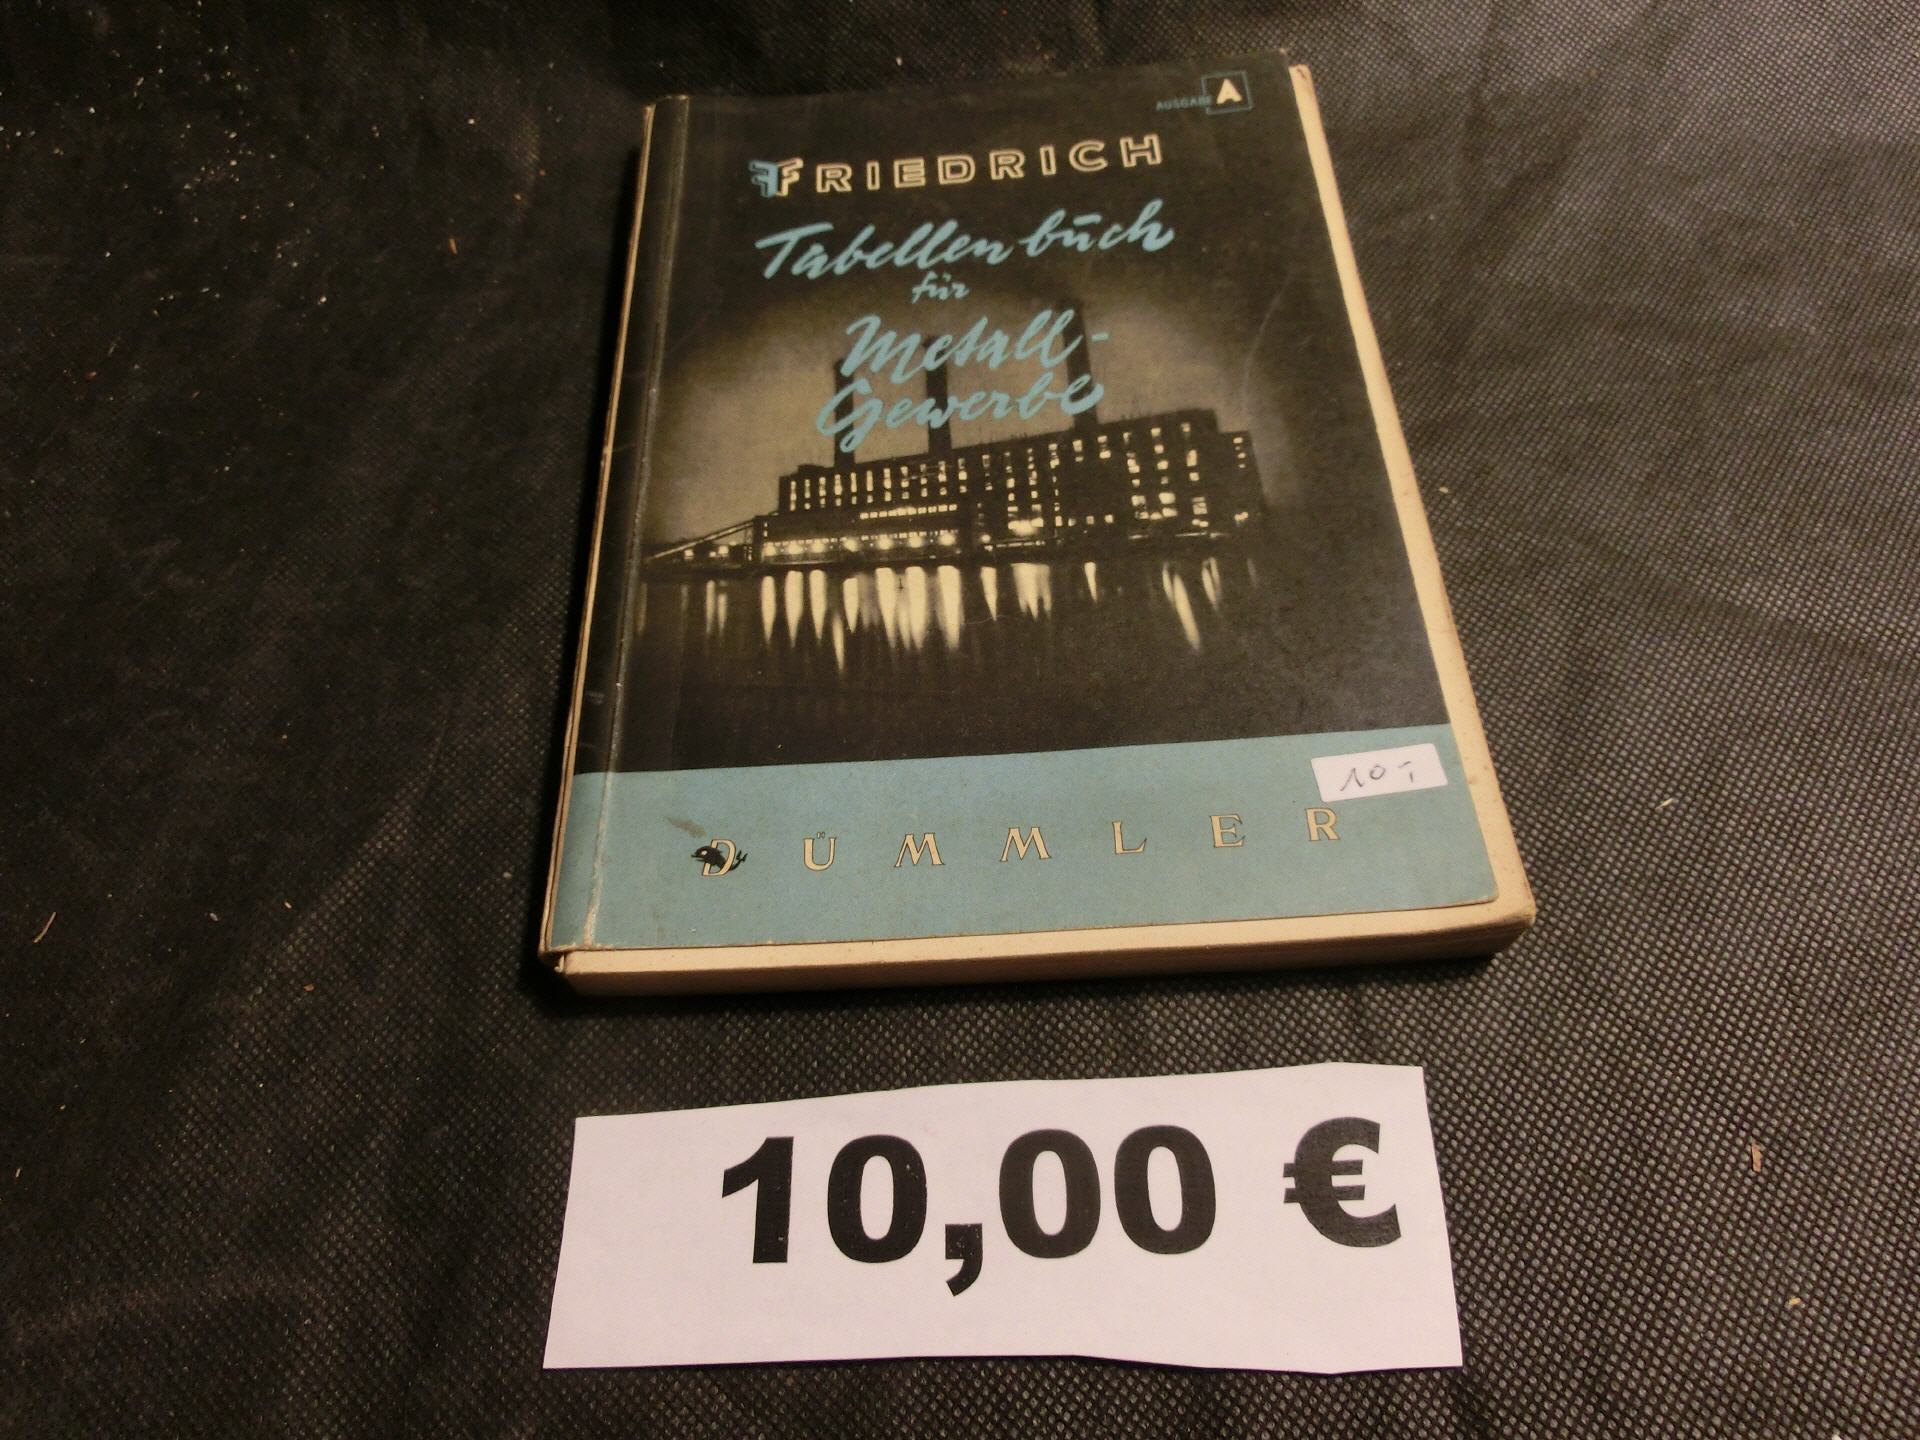 AUSGABE A
FRIEDRICH
Tabellenbuch
für
Metall-
Gewerbe
10,-
DÜMMLER
10,00 €